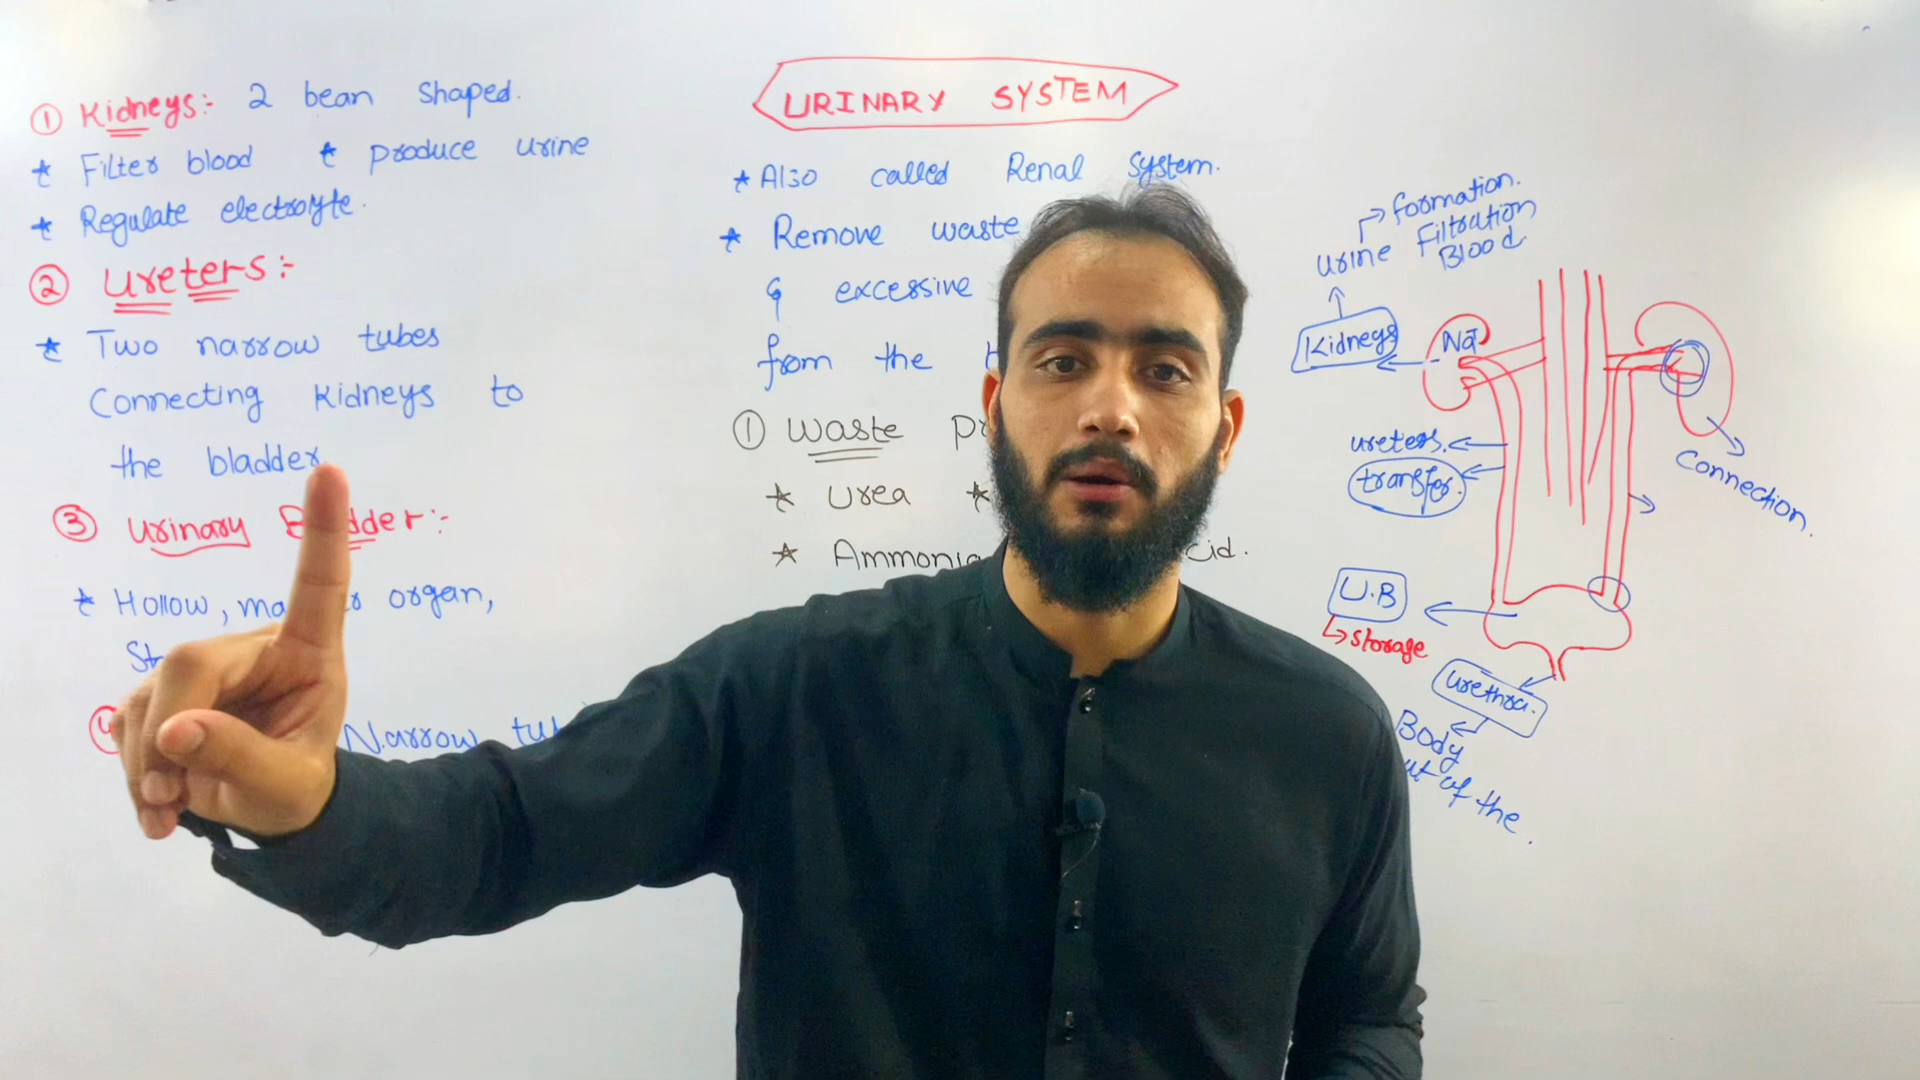 ① Kidneys:- 2 bean shaped.
* Filter blood * produce urine
* Regulate electrolyte.
② Ureters:-
* Two narrow tubes
Connecting Kidneys to
the bladder
③ Urinary Bladder:-
* Hollow, organ,
Narrow
URINARY SYSTEM
* Also called Renal System.
* Remove waste
& excessive
from the
① Waste
* Urea *
* Ammonia
formation.
urine Filtration
Blood.
Kidneys
Na
ureters.
transfer.
Connection.
U.B
storage
urethra.
Body
of the.